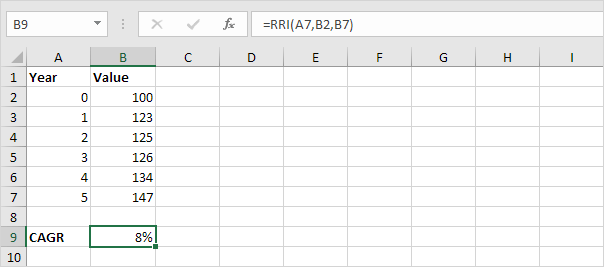 B9 fx =RRI(A7,B2,B7)
A B C D E F G H I
1 Year Value
2 0 100
3 1 123
4 2 125
5 3 126
6 4 134
7 5 147
8
9 CAGR 8%
10